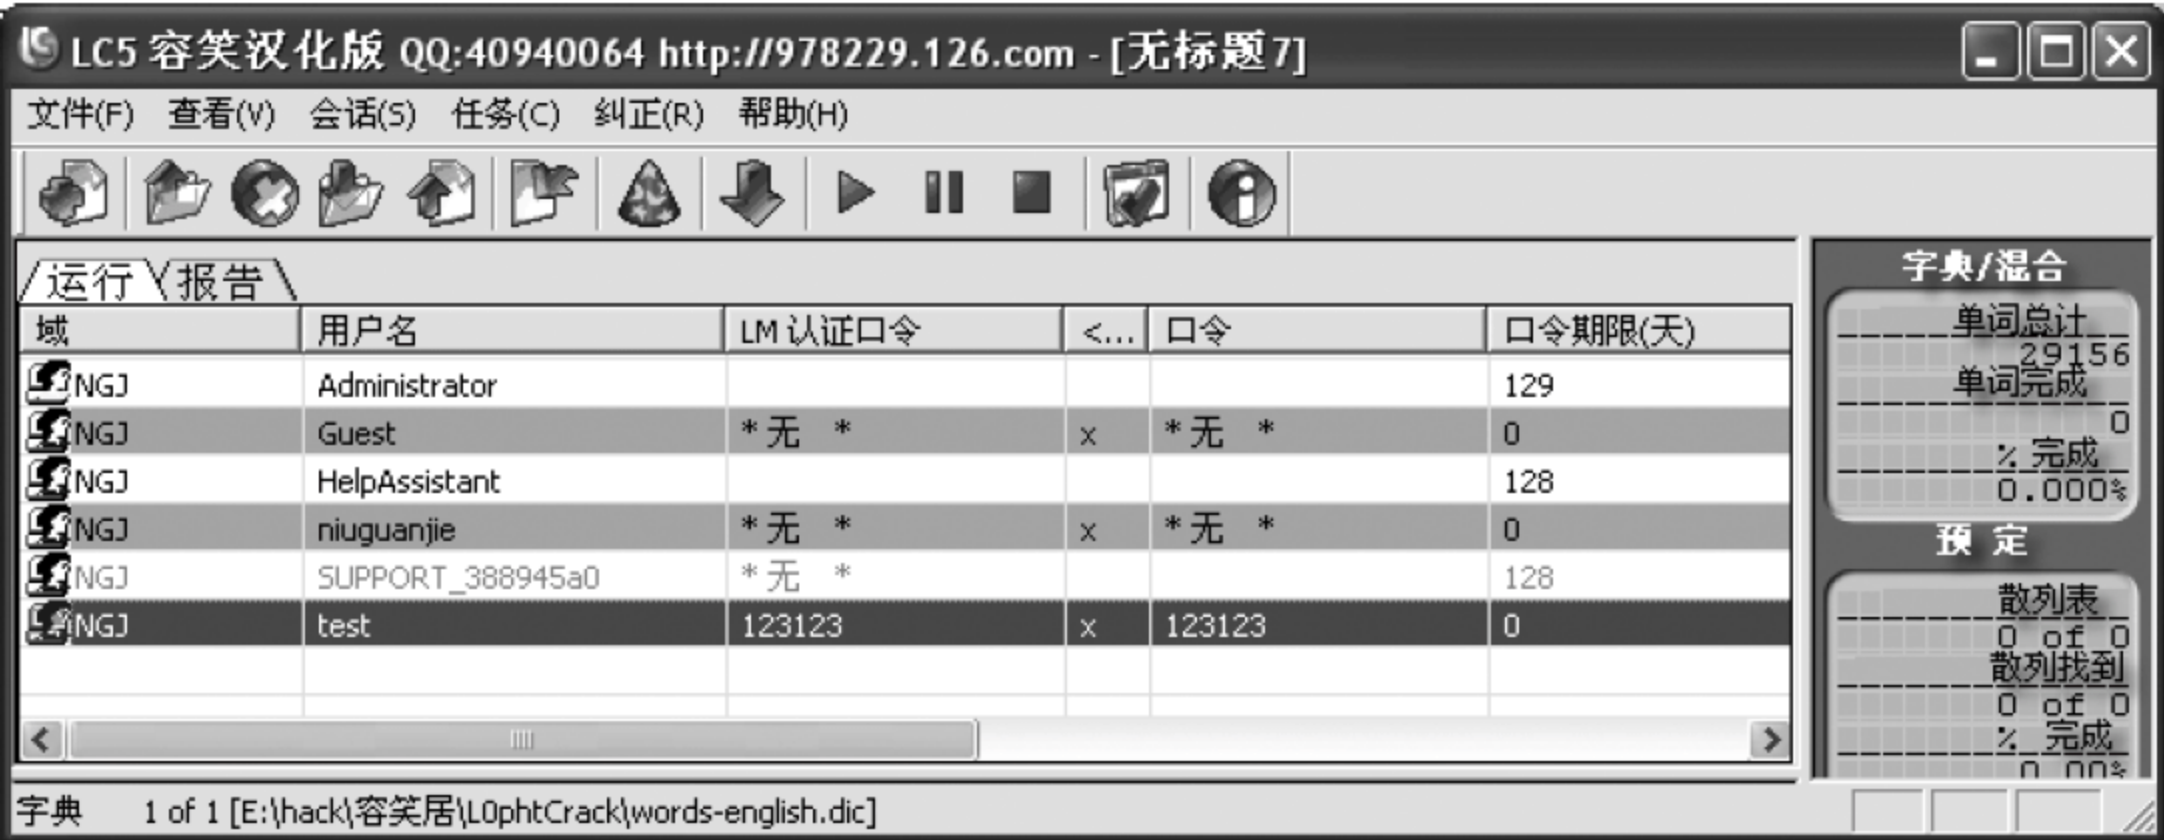 LC5 容笑汉化版 QQ:40940064 http://978229.126.com - [无标题7]
文件(F) 查看(V) 会话(S) 任务(C) 纠正(R) 帮助(H)
运行 报告
域 用户名 LM 认证口令 <... 口令 口令期限(天)
NGJ Administrator 129
NGJ Guest * 无 * x * 无 * 0
NGJ HelpAssistant 128
NGJ niuguanjie * 无 * x * 无 * 0
NGJ SUPPORT_388945a0 * 无 * 128
NGJ test 123123 x 123123 0
字典/混合
单词总计
29156
单词完成
0
% 完成
0.000%
预 定
散列表
0 of 0
散列找到
0 of 0
% 完成
0.00%
字典 1 of 1 [E:\hack\容笑居\L0phtCrack\words-english.dic]